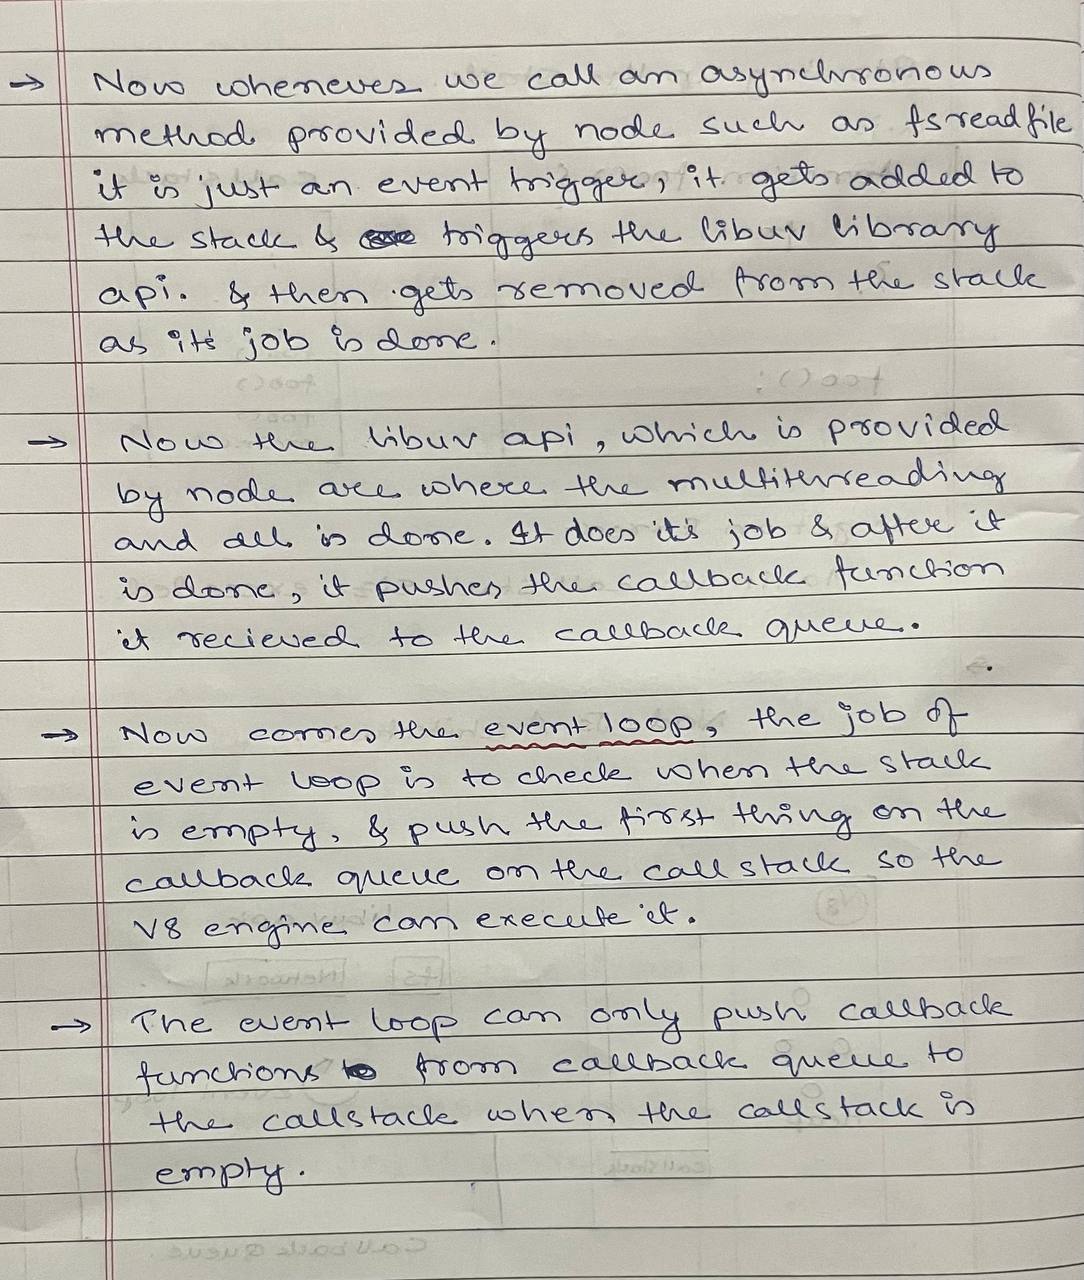 → Now whenever we call an asynchronous
method provided by node such as fsreadfile
it is just an event trigger, it gets added to
the stack & triggers the libuv library
api. & then gets removed from the stack
as it's job is done.
→ Now the libuv api, which is provided
by node are where the multithreading
and all is done. It does it's job & after it
is done, it pushes the callback function
it recieved to the callback queue.
→ Now comes the event loop, the job of
event loop is to check when the stack
is empty, & push the first thing on the
callback queue on the call stack so the
V8 engine can execute it.
→ The event loop can only push callback
functions from callback queue to
the callstack when the callstack is
empty.